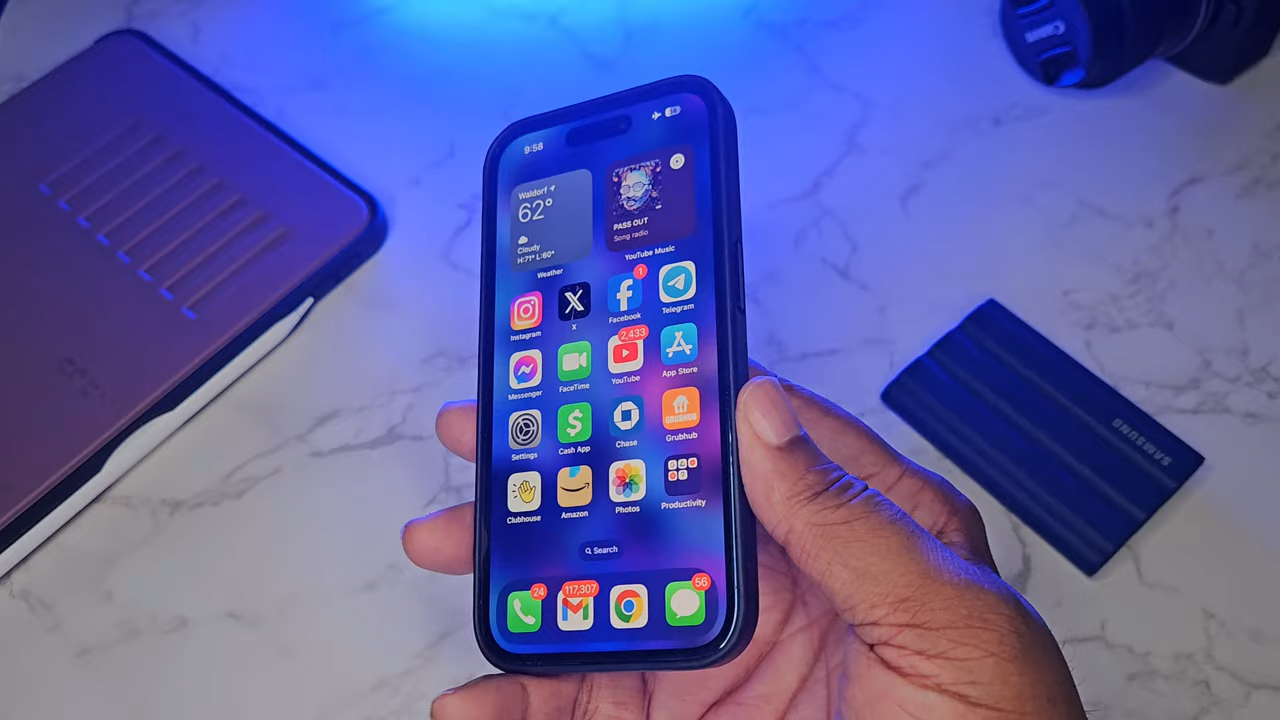 Canon
9:58
Waldorf
62°
Cloudy
H:71° L:60°
Weather
PASS OUT
Song radio
YouTube Music
Instagram
X
1
Facebook
Telegram
Messenger
FaceTime
2,433
YouTube
App Store
Settings
$
Cash App
Chase
GRUBHUB
Grubhub
Clubhouse
Amazon
Photos
Productivity
Search
24
117,307
56
SAMSUNG